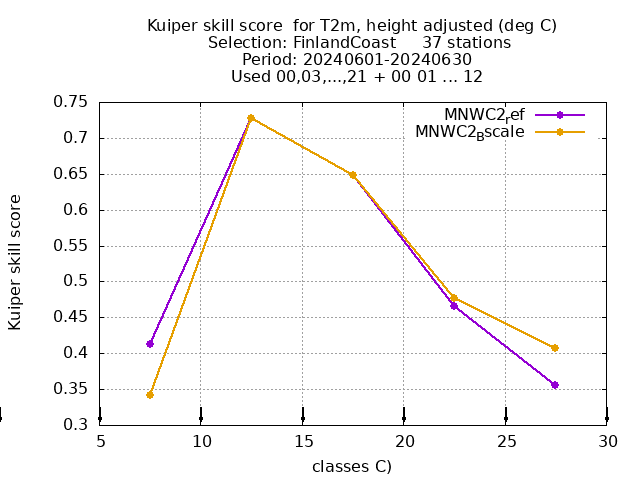 Kuiper skill score  for T2m, height adjusted (deg C)
Selection: FinlandCoast     37 stations
Period: 20240601-20240630
Used 00,03,...,21 + 00 01 ... 12
MNWC2ref
MNWC2Bscale
Kuiper skill score
0.75
0.7
0.65
0.6
0.55
0.5
0.45
0.4
0.35
0.3
5 10 15 20 25 30
classes C)